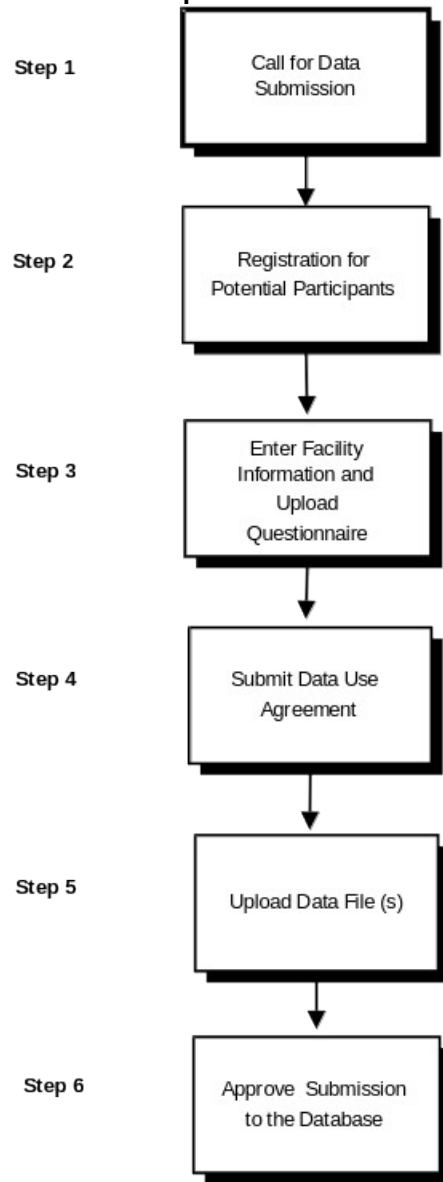 Step 1
Call for Data
Submission
Step 2
Registration for
Potential Participants
Step 3
Enter Facility
Information and
Upload
Questionnaire
Step 4
Submit Data Use
Agreement
Step 5
Upload Data File (s)
Step 6
Approve Submission
to the Database